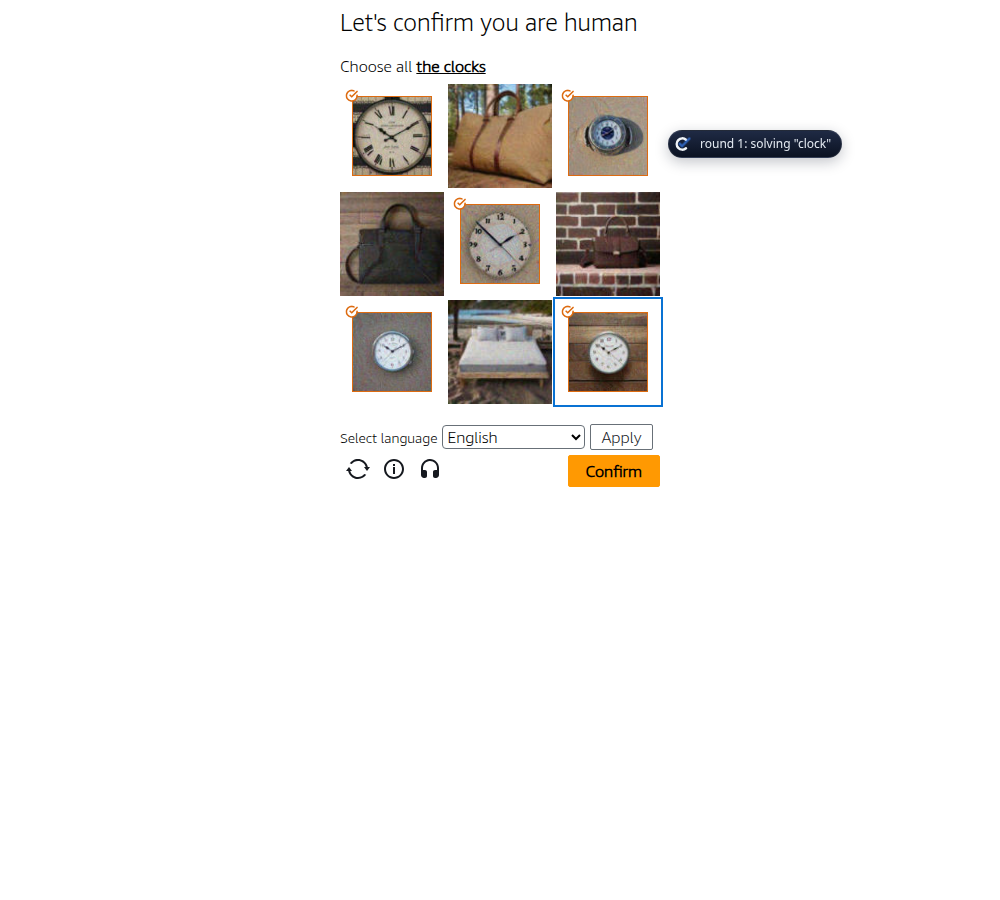 Let's confirm you are human
Choose all the clocks
round 1: solving "clock"
Select language English Apply
Confirm